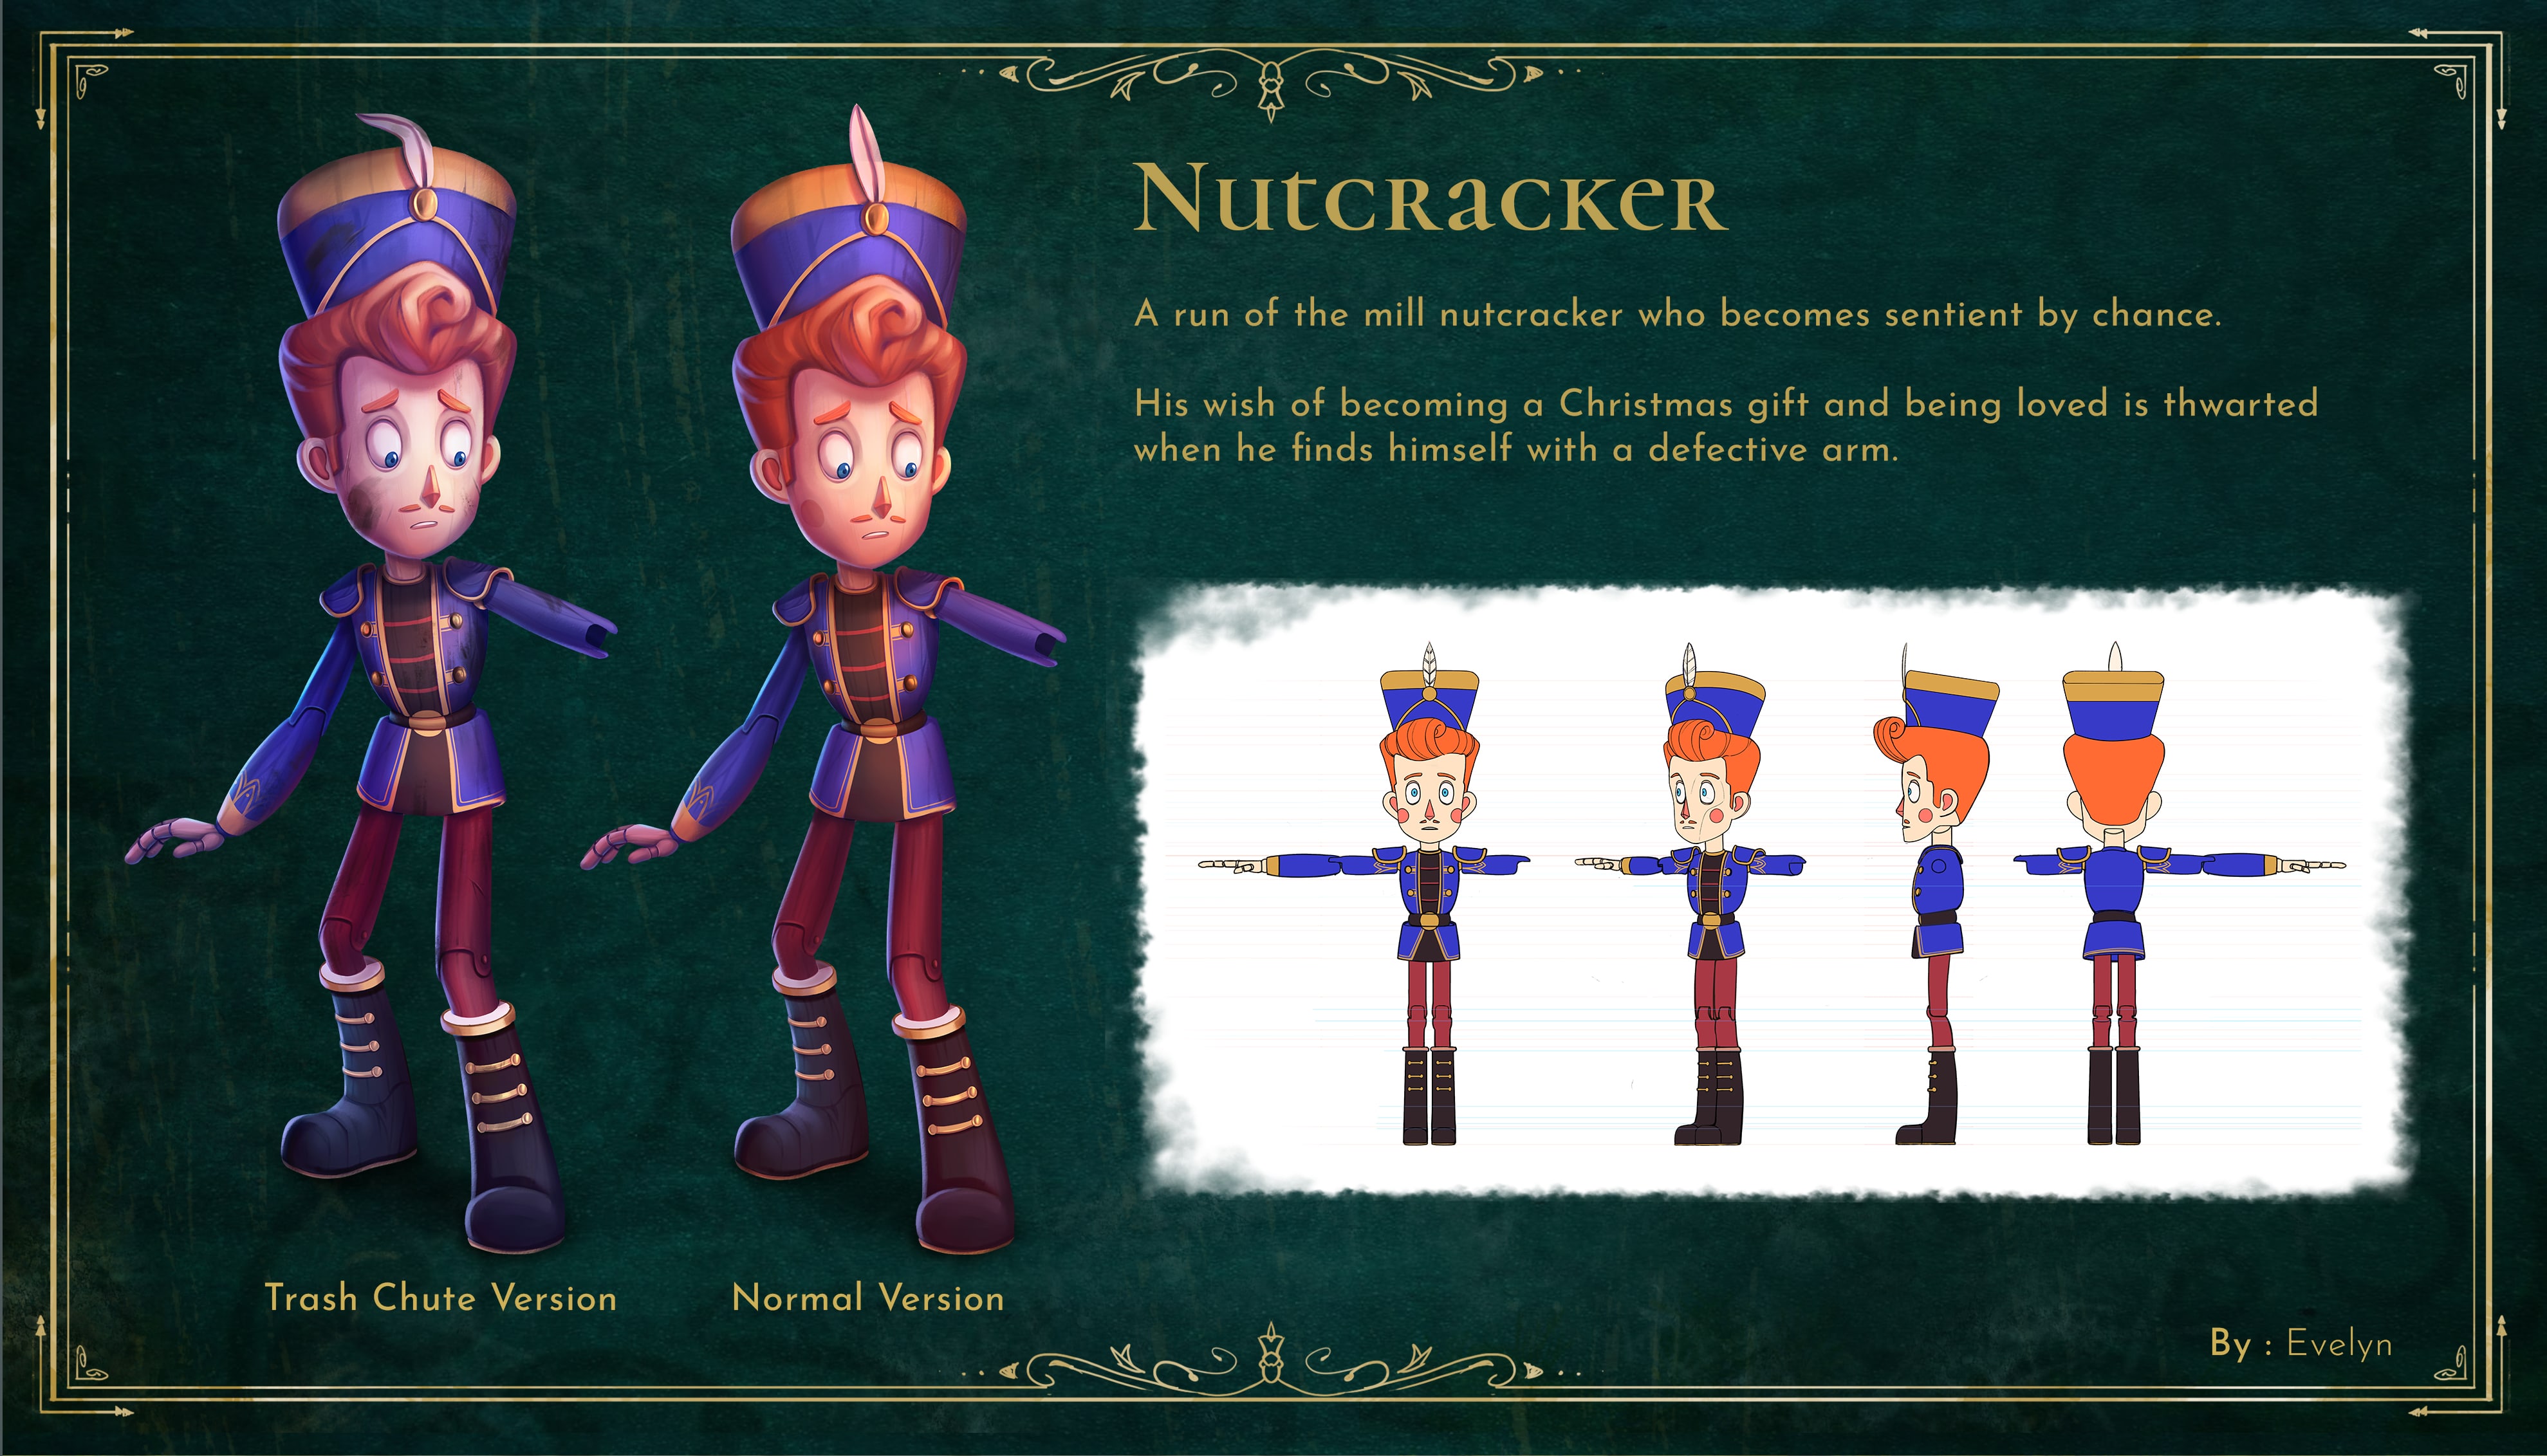 Nutcracker
A run of the mill nutcracker who becomes sentient by chance.
His wish of becoming a Christmas gift and being loved is thwarted
when he finds himself with a defective arm.
Trash Chute Version
Normal Version
By : Evelyn